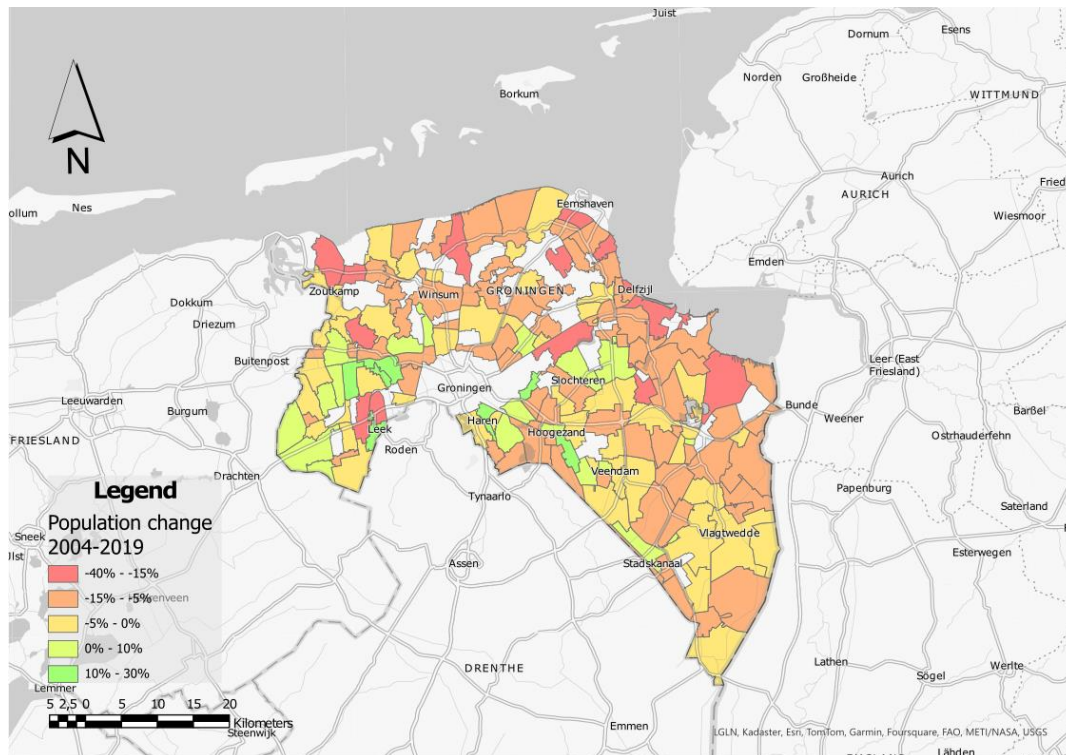 Juist
Dornum
Esens
Norden
Großheide
Borkum
WITTMUND
N
Nes
Aurich
AURICH
Wiesmoor
Eemshaven
Emden
Zoutkamp
Winsum
GRONINGEN
Delfzijl
Dokkum
Driezum
Buitenpost
Leer (East
Friesland)
Groningen
Slochteren
Leeuwarden
Burgum
Bunde
Weener
Barßel
FRIESLAND
Leek
Haren
Hoogezand
Ostrhauderfehn
Roden
Drachten
Veendam
Tynaarlo
Papenburg
Saterland
Legend
Population change
2004-2019
-40% - -15%
-15% - -5%
-5% - 0%
0% - 10%
10% - 30%
Sneek
Vlagtwedde
Esterwegen
Assen
Stadskanaal
DRENTHE
Lathen
Sögel
Werlte
Lemmer
5 2,5 0 5 10 15 20
Kilometers
Steenwijk
Emmen
LGLN, Kadaster, Esri, TomTom, Garmin, Foursquare, FAO, METI/NASA, USGS
Lähden